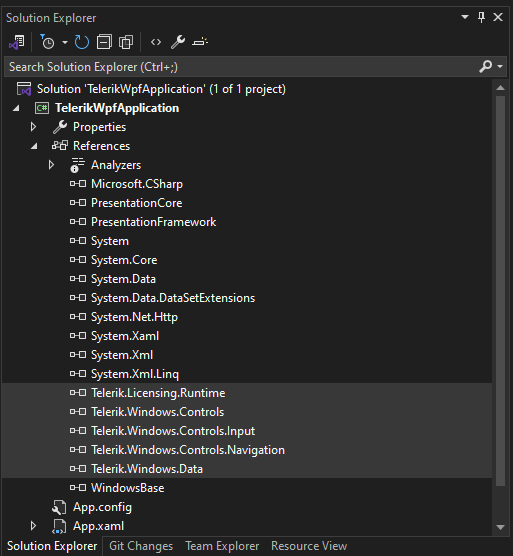 Solution Explorer
Search Solution Explorer (Ctrl+;)
Solution 'TelerikWpfApplication' (1 of 1 project)
C# TelerikWpfApplication
Properties
References
Analyzers
Microsoft.CSharp
PresentationCore
PresentationFramework
System
System.Core
System.Data
System.Data.DataSetExtensions
System.Net.Http
System.Xaml
System.Xml
System.Xml.Linq
Telerik.Licensing.Runtime
Telerik.Windows.Controls
Telerik.Windows.Controls.Input
Telerik.Windows.Controls.Navigation
Telerik.Windows.Data
WindowsBase
App.config
App.xaml
Solution Explorer Git Changes Team Explorer Resource View